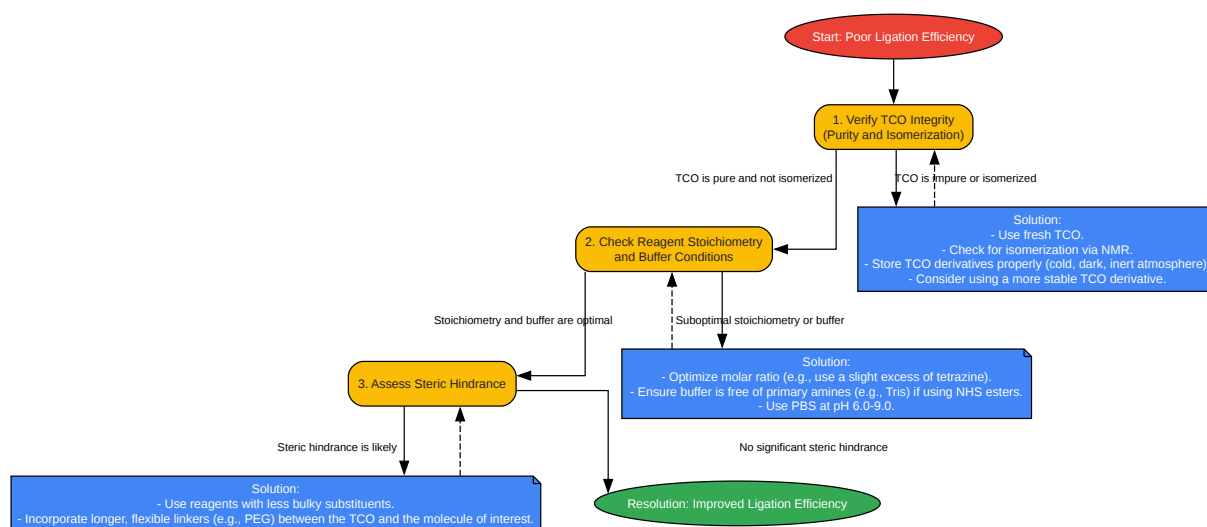 Start: Poor Ligation Efficiency
1. Verify TCO Integrity
(Purity and Isomerization)
TCO is pure and not isomerized
TCO is impure or isomerized
Solution:
- Use fresh TCO.
- Check for isomerization via NMR.
- Store TCO derivatives properly (cold, dark, inert atmosphere)
- Consider using a more stable TCO derivative.
2. Check Reagent Stoichiometry
and Buffer Conditions
Stoichiometry and buffer are optimal
Suboptimal stoichiometry or buffer
Solution:
- Optimize molar ratio (e.g., use a slight excess of tetrazine).
- Ensure buffer is free of primary amines (e.g., Tris) if using NHS esters.
- Use PBS at pH 6.0-9.0.
3. Assess Steric Hindrance
Steric hindrance is likely
No significant steric hindrance
Solution:
- Use reagents with less bulky substituents.
- Incorporate longer, flexible linkers (e.g., PEG) between the TCO and the molecule of interest.
Resolution: Improved Ligation Efficiency